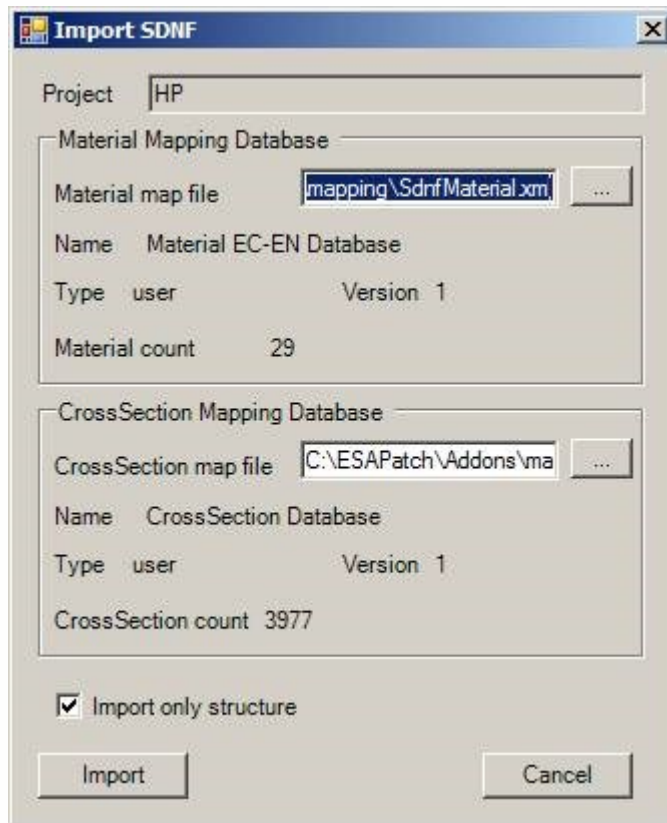 Import SDNF
Project HP
Material Mapping Database
Material map file mapping\SdnfMaterial.xm
...
Name Material EC-EN Database
Type user Version 1
Material count 29
CrossSection Mapping Database
CrossSection map file C:\ESAPatch\Addons\ma
...
Name CrossSection Database
Type user Version 1
CrossSection count 3977
Import only structure
Import Cancel